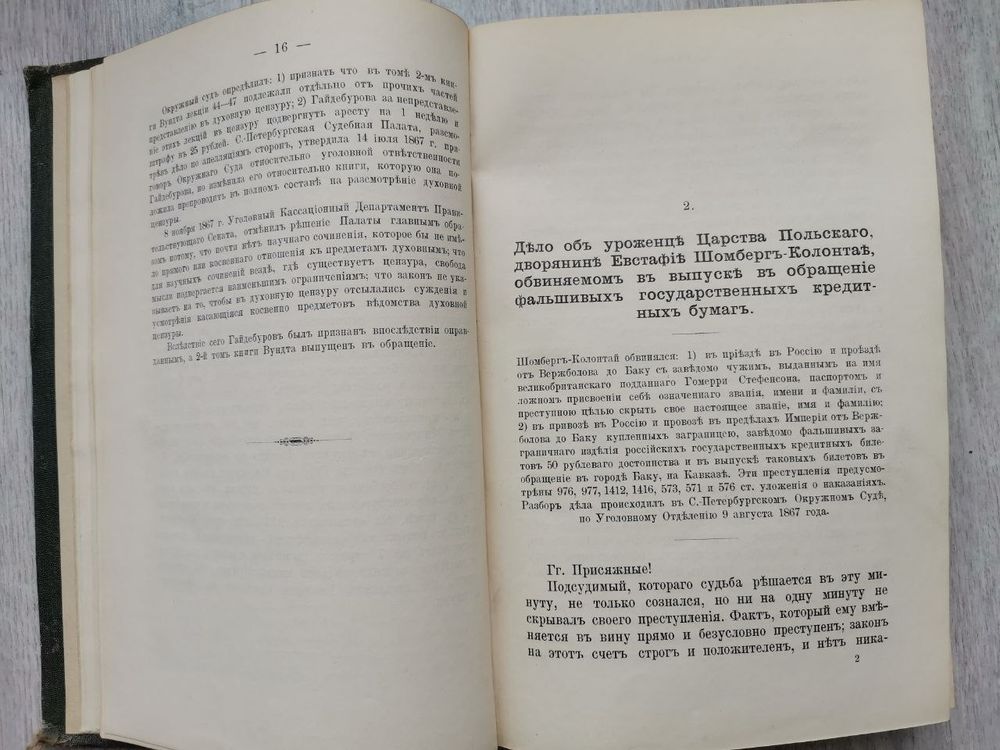 — 16 —
Окружный судъ опредѣлилъ: 1) признать что въ томѣ 2-мъ кни-
ги Вундта лекціи 44—47 подлежали отдѣльно отъ прочихъ частей
представленію въ духовную цензуру; 2) Гайдебурова за непредставле-
ніе этихъ лекцій въ цензуру подвергнуть аресту на 1 недѣлю и
штрафу въ 25 рублей. С.-Петербургская Судебная Палата, разсмо-
трѣвъ дѣло по апелляціямъ сторонъ, утвердила 14 іюля 1867 г. при-
говоръ Окружнаго Суда относительно уголовной отвѣтственности
Гайдебурова, но измѣнила его относительно книги, которую она по-
ложила препроводить въ полномъ составѣ на разсмотрѣніе духовной
цензуры.
8 ноября 1867 г. Уголовный Кассаціонный Департаментъ Прави-
тельствующаго Сената, отмѣнилъ рѣшеніе Палаты главнымъ обра-
зомъ потому, что почти нѣтъ научнаго сочиненія, которое бы не имѣ-
ло прямого или косвеннаго отношенія къ предметамъ духовнымъ; что
для научныхъ сочиненій вездѣ, гдѣ существуетъ цензура, свобода
мысли подвергается наименьшимъ ограниченіямъ; что законъ не ука-
зываетъ на то, чтобы въ духовную цензуру отсылались сужденія и
усмотрѣнія касающіяся косвенно предметовъ вѣдомства духовной
цензуры.
Вслѣдствіе сего Гайдебуровъ былъ признан впослѣдствіи оправ-
даннымъ, а 2-й томъ книги Вундта выпущен въ обращеніе.
2.
Дѣло объ уроженцѣ Царства Польскаго,
дворянинѣ Евстафіѣ Шомбергъ-Колонтаѣ,
обвиняемомъ въ выпускѣ въ обращеніе
фальшивыхъ государственныхъ кредит-
ныхъ бумагъ.
Шомбергъ-Колонтай обвинялся: 1) въ пріѣздѣ въ Россію и проѣздѣ
отъ Вержболова до Баку съ завѣдомо чужимъ, выданнымъ на имя
великобританскаго подданнаго Гомерри Стефенсона, паспортомъ и
ложномъ присвоеніи себѣ означеннаго званія, имени и фамиліи, съ
преступною цѣлью скрыть свое настоящее званіе, имя и фамилію;
2) въ привозѣ въ Россію и провозѣ въ предѣлахъ Имперіи отъ Верж-
болова до Баку купленныхъ заграницею, завѣдомо фальшивыхъ за-
граничнаго издѣлія россійскихъ государственныхъ кредитныхъ биле-
товъ 50 рублеваго достоинства и въ выпускѣ таковыхъ билетовъ въ
обращеніе въ городѣ Баку, на Кавказѣ. Эти преступленія предусмо-
трѣны 976, 977, 1412, 1416, 573, 571 и 576 ст. уложенія о наказаніяхъ.
Разборъ дѣла происходилъ въ С.-Петербургскомъ Окружномъ Судѣ,
по Уголовному Отдѣленію 9 августа 1867 года.
Гг. Присяжные!
Подсудимый, котораго судьба рѣшается въ эту ми-
нуту, не только сознался, но ни на одну минуту не
скрывалъ своего преступленія. Фактъ, который ему вмѣ-
няется въ вину прямо и безусловно преступенъ; законъ
на этотъ счетъ строгъ и положителенъ, и нѣтъ ника-
2